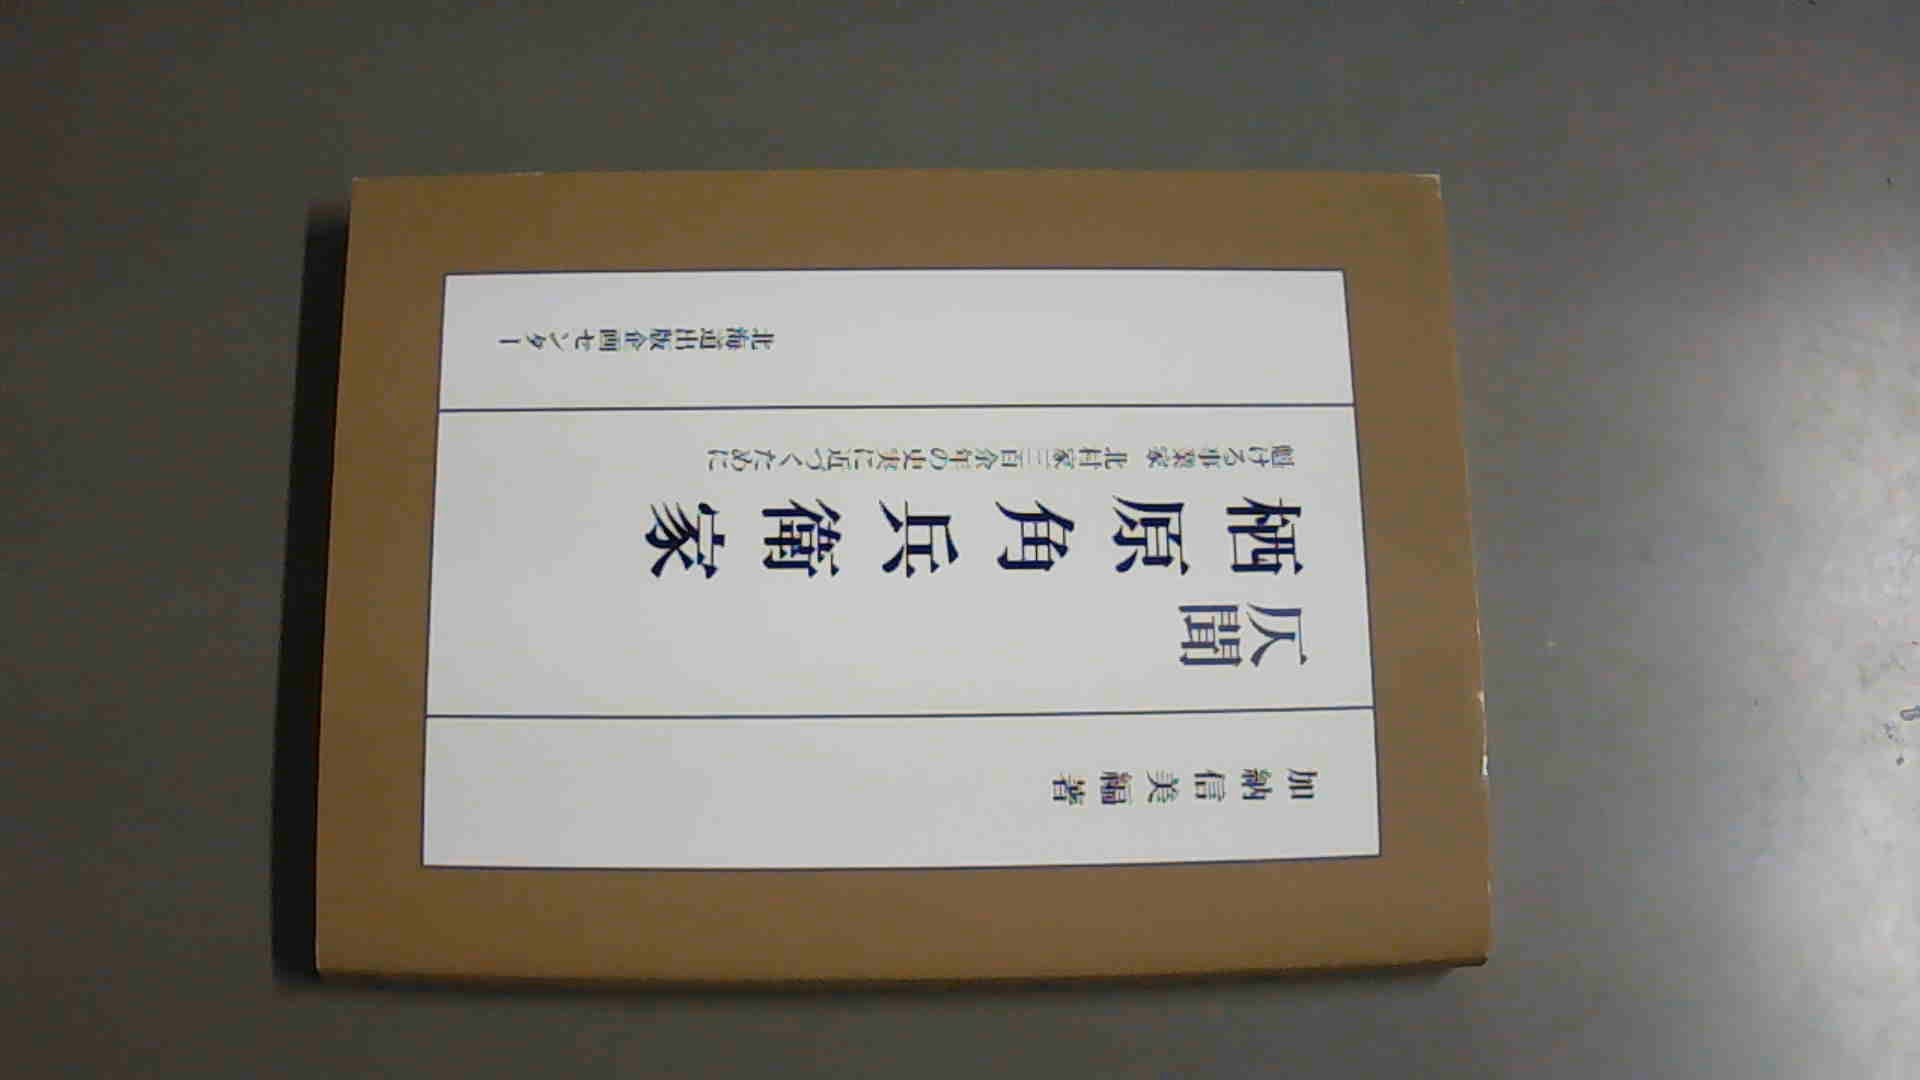 加納信美編著
仄聞
栖原角兵衛家
魁ける事業家 北村家三百余年の史実に近づくために
北海道出版企画センター